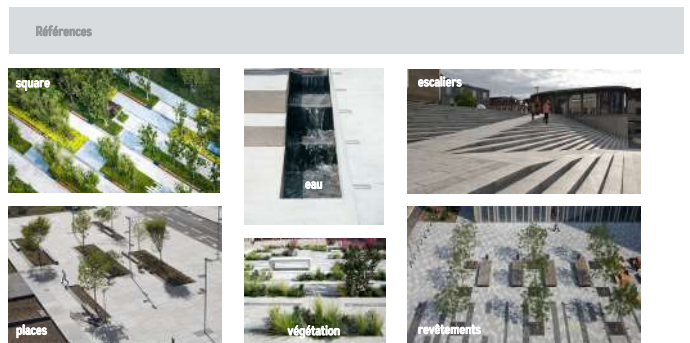 Références
square
eau
escaliers
places
végétation
revêtements